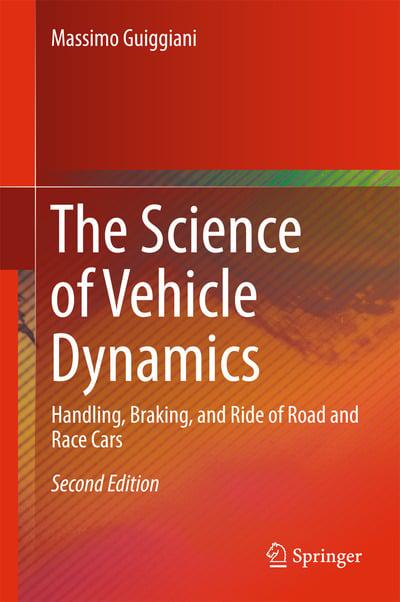 Massimo Guiggiani
The Science
of Vehicle
Dynamics
Handling, Braking, and Ride of Road and
Race Cars
Second Edition
Springer